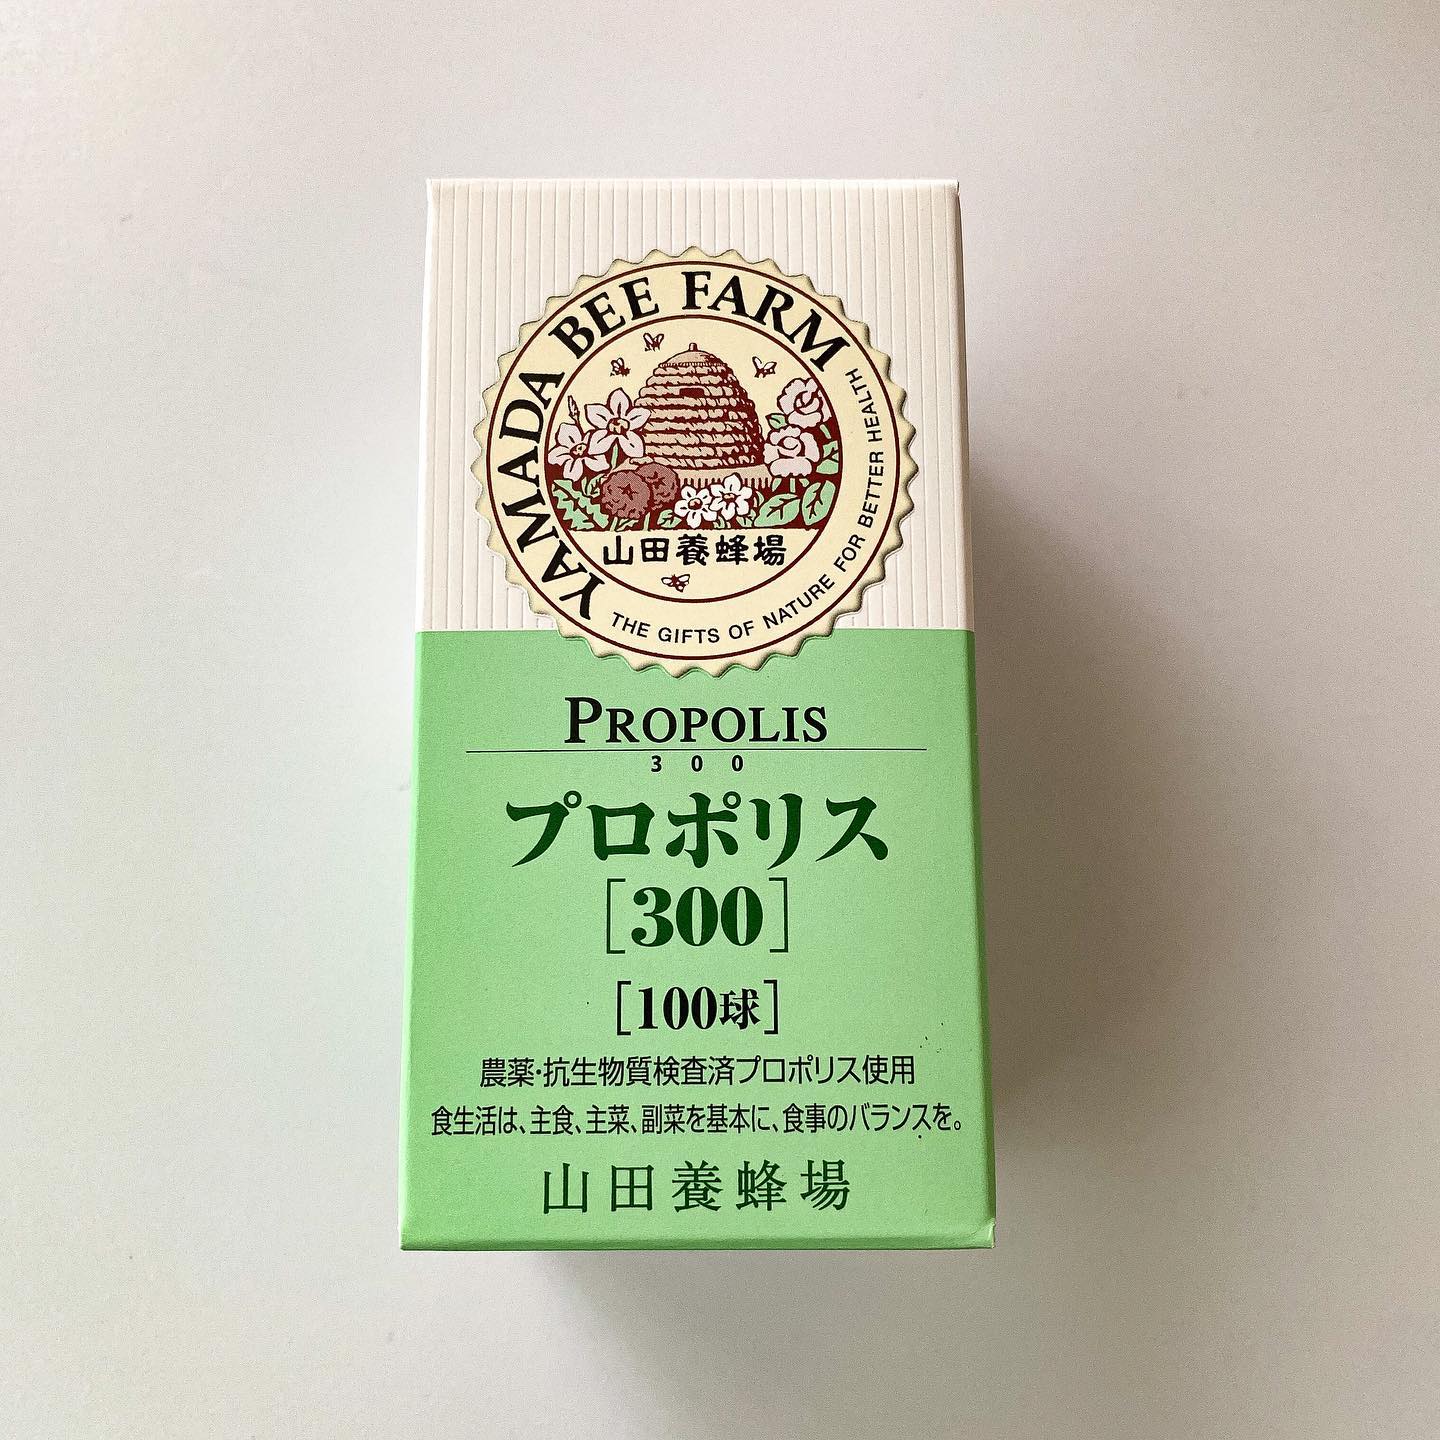 YAMADA BEE FARM
THE GIFTS OF NATURE FOR BETTER HEALTH
山田養蜂場
PROPOLIS
300
プロポリス
[300]
[100球]
農薬・抗生物質検査済プロポリス使用
食生活は、主食、主菜、副菜を基本に、食事のバランスを。
山田養蜂場